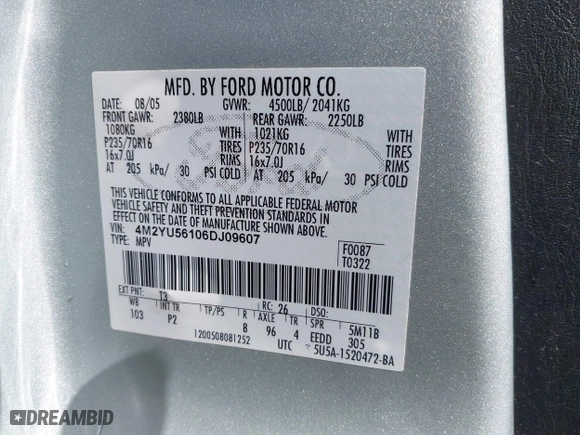 MFD. BY FORD MOTOR CO.
DATE: 08/05 GVWR: 4500LB/ 2041KG
FRONT GAWR: 2380LB REAR GAWR: 2250LB
1080KG WITH 1021KG WITH
P235/70R16 TIRES P235/70R16 TIRES
16x7.0J RIMS 16x7.0J RIMS
AT 205 kPa/ 30 PSI COLD AT 205 kPa/ 30 PSI COLD
THIS VEHICLE CONFORMS TO ALL APPLICABLE FEDERAL MOTOR
VEHICLE SAFETY AND THEFT PREVENTION STANDARDS IN
EFFECT ON THE DATE OF MANUFACTURE SHOWN ABOVE.
VIN: 4M2YU56106DJ09607
TYPE: MPV
F0087
T0322
EXT PNT: T3 RC: 26 DSO:
WB INT TR TP/PS R AXLE TR SPR 5M11B
103 P2 8 96 4 EEDD 305
1200508081252 UTC 5U5A-1520472-BA
Ford
DREAMBID